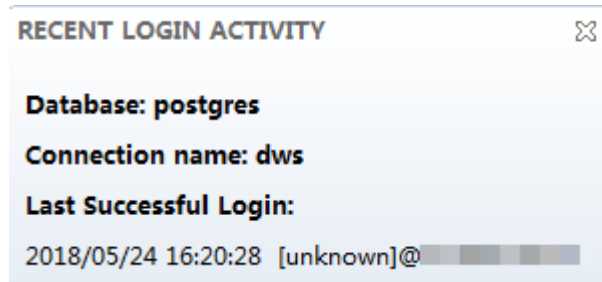 RECENT LOGIN ACTIVITY
Database: postgres
Connection name: dws
Last Successful Login:
2018/05/24 16:20:28 [unknown]@